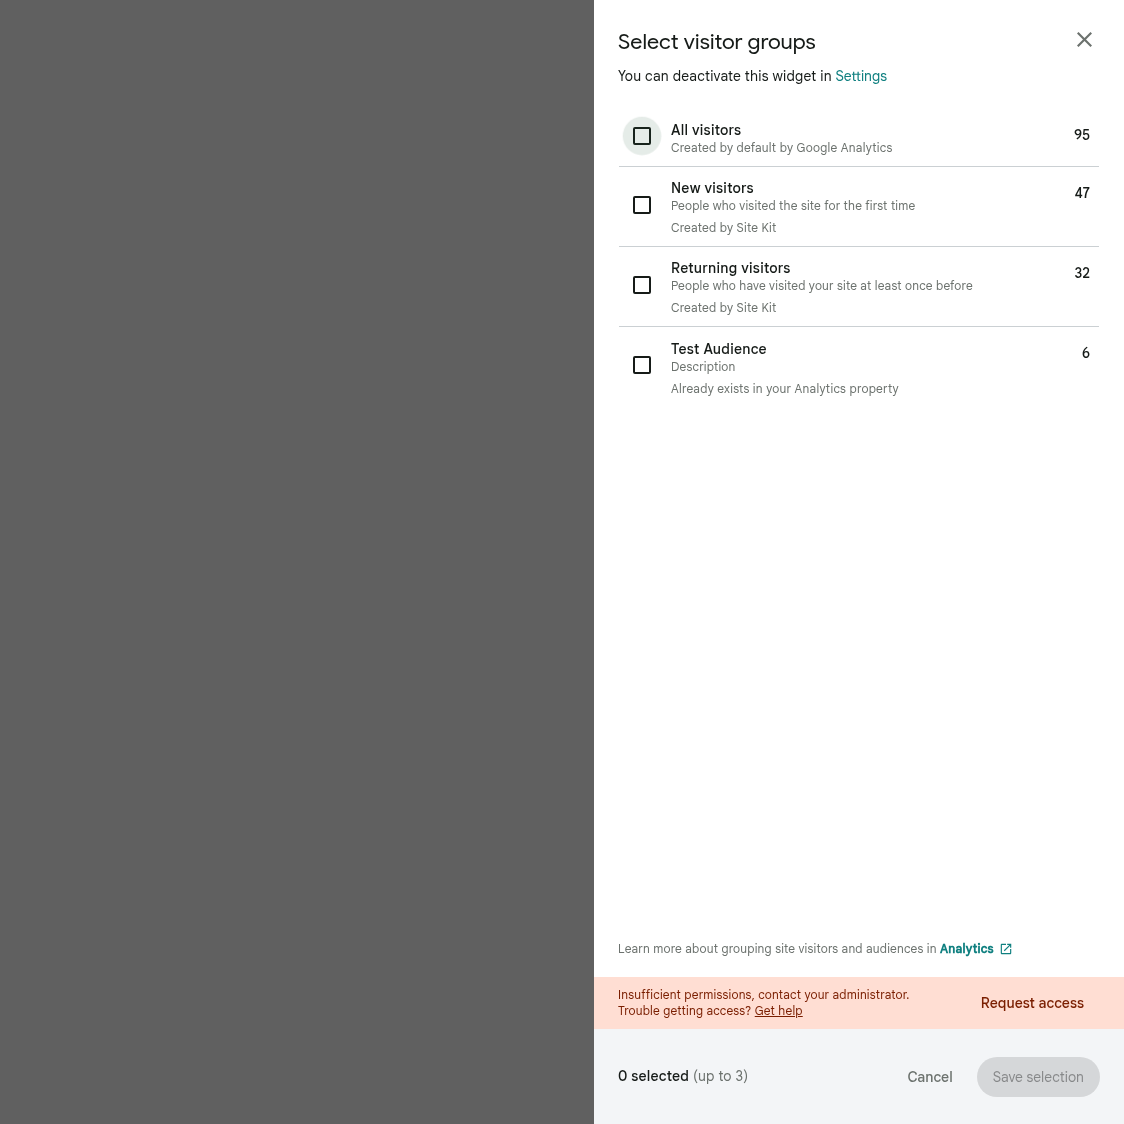 Select visitor groups
You can deactivate this widget in Settings
All visitors 95
Created by default by Google Analytics
New visitors 47
People who visited the site for the first time
Created by Site Kit
Returning visitors 32
People who have visited your site at least once before
Created by Site Kit
Test Audience 6
Description
Already exists in your Analytics property
Learn more about grouping site visitors and audiences in Analytics
Insufficient permissions, contact your administrator.
Trouble getting access? Get help
Request access
0 selected (up to 3) Cancel Save selection